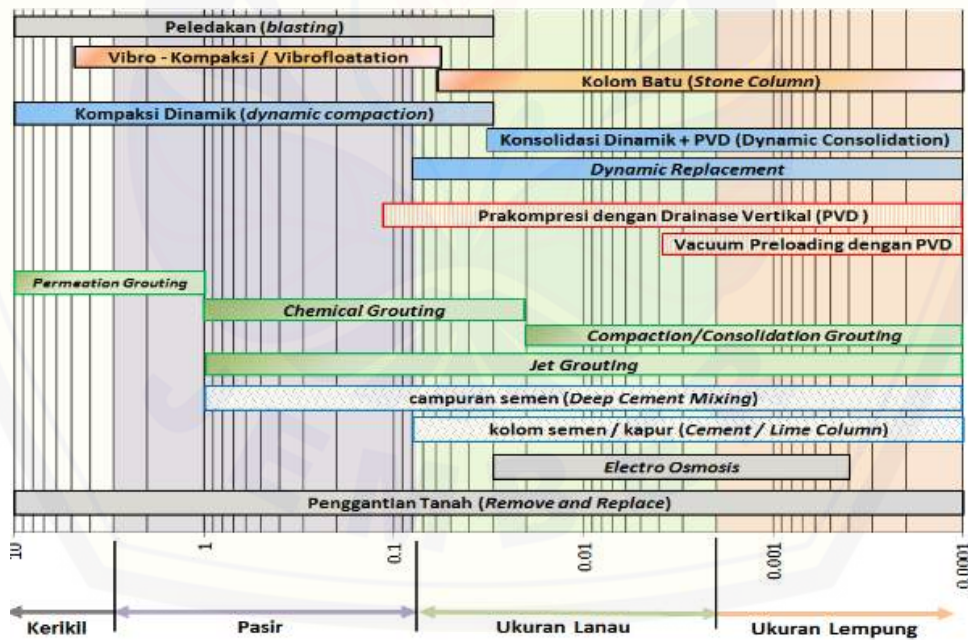 Peledakan (blasting)
Vibro - Kompaksi / Vibrofloatation
Kolom Batu (Stone Column)
Kompaksi Dinamik (dynamic compaction)
Konsolidasi Dinamik + PVD (Dynamic Consolidation)
Dynamic Replacement
Prakompresi dengan Drainase Vertikal (PVD )
Vacuum Preloading dengan PVD
Permeation Grouting
Chemical Grouting
Compaction/Consolidation Grouting
Jet Grouting
campuran semen (Deep Cement Mixing)
kolom semen / kapur (Cement / Lime Column)
Electro Osmosis
Penggantian Tanah (Remove and Replace)
10 1 0.1 0.01 0.001 0.0001
Kerikil Pasir Ukuran Lanau Ukuran Lempung